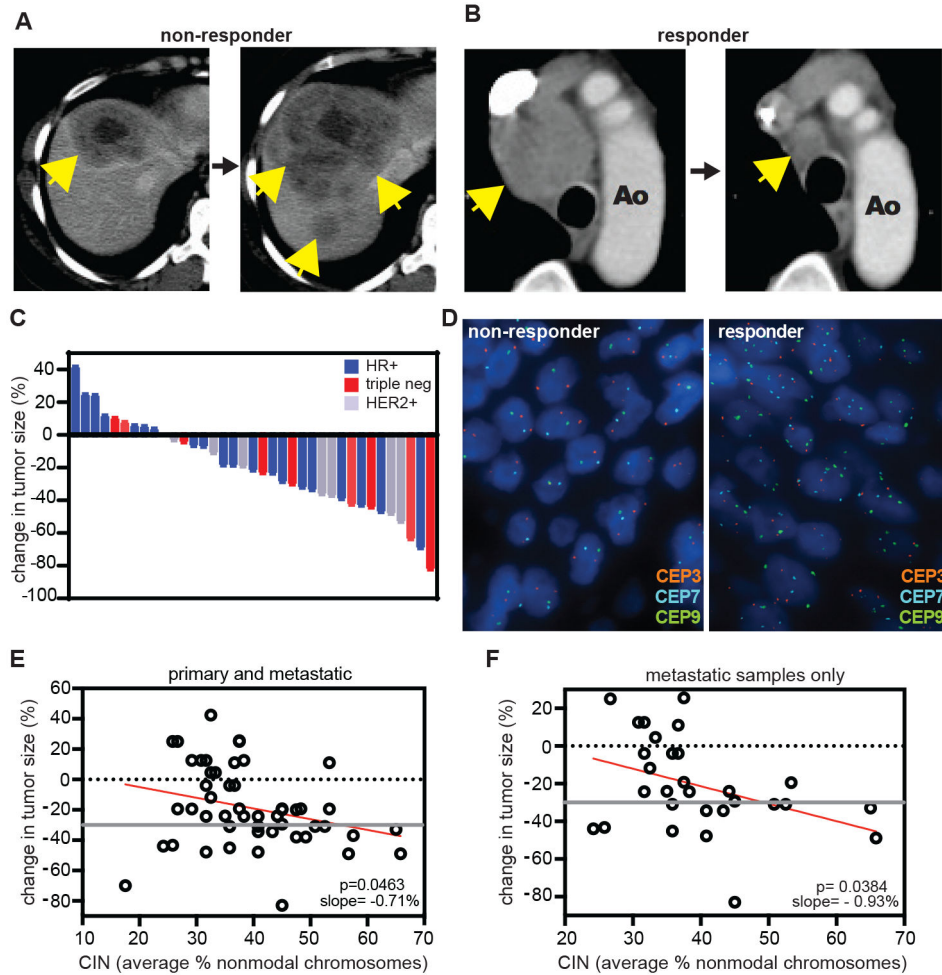 A
non-responder
B
responder
Ao
Ao
C
change in tumor size (%)
40
20
0
-20
-40
-60
-80
-100
HR+
triple neg
HER2+
D
non-responder
CEP3
CEP7
CEP9
responder
CEP3
CEP7
CEP9
E
primary and metastatic
change in tumor size (%)
60
40
20
0
-20
-40
-60
-80
p=0.0463
slope= -0.71%
10 20 30 40 50 60 70
CIN (average % nonmodal chromosomes)
F
metastatic samples only
change in tumor size (%)
20
0
-20
-40
-60
-80
p= 0.0384
slope= - 0.93%
20 30 40 50 60 70
CIN (average % nonmodal chromosomes)